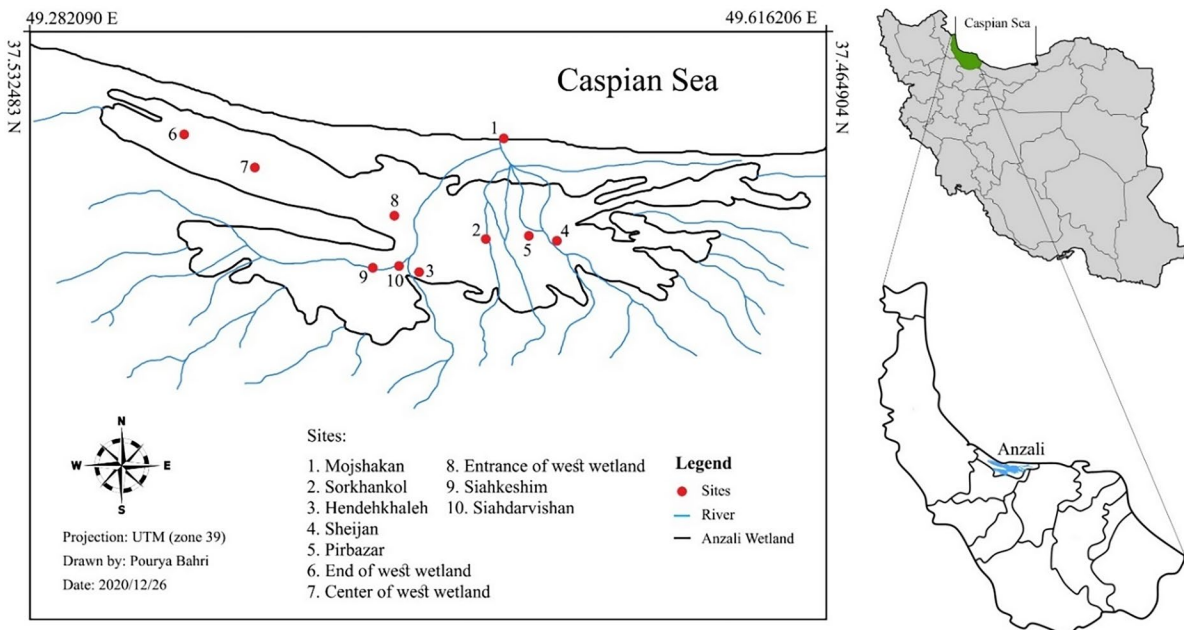 49.282090 E
49.616206 E
37.532483 N
37.464904 N
Caspian Sea
1
6
7
8
2
5
4
9
10
3
N
W
E
S
Projection: UTM (zone 39)
Drawn by: Pourya Bahri
Date: 2020/12/26
Sites:
1. Mojshakan
2. Sorkhankol
3. Hendehkhaleh
4. Sheijan
5. Pirbazar
6. End of west wetland
7. Center of west wetland
8. Entrance of west wetland
9. Siahkeshim
10. Siahdarvishan
Legend
Sites
River
Anzali Wetland
Caspian Sea
Anzali